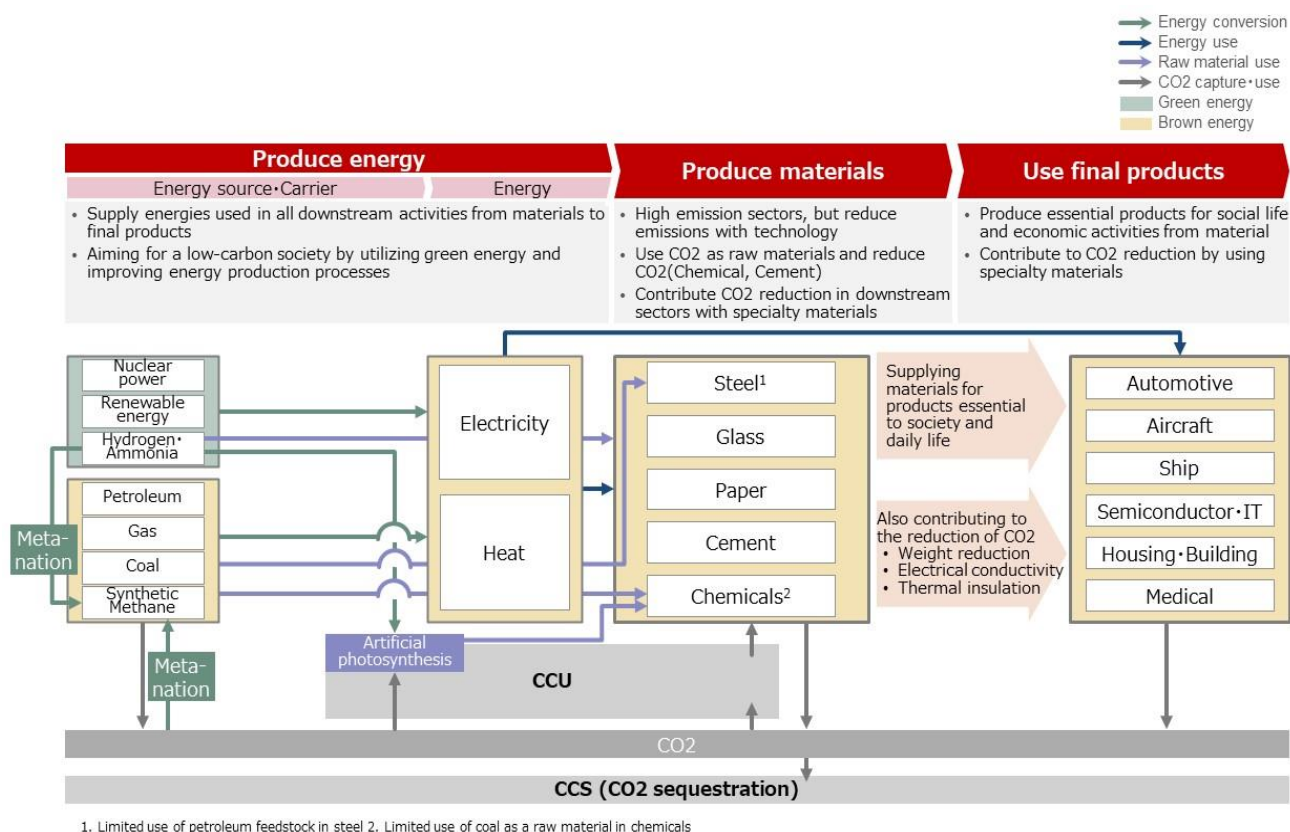 Energy conversion
Energy use
Raw material use
CO2 capture・use
Green energy
Brown energy
Produce energy
Produce materials
Use final products
Energy source・Carrier
Energy
• Supply energies used in all downstream activities from materials to
final products
• Aiming for a low-carbon society by utilizing green energy and
improving energy production processes
• High emission sectors, but reduce
emissions with technology
• Use CO2 as raw materials and reduce
CO2(Chemical, Cement)
• Contribute CO2 reduction in downstream
sectors with specialty materials
• Produce essential products for social life
and economic activities from material
• Contribute to CO2 reduction by using
specialty materials
Nuclear
power
Renewable
energy
Hydrogen・
Ammonia
Petroleum
Gas
Coal
Synthetic
Methane
Meta-
nation
Meta-
nation
Electricity
Heat
Artificial
photosynthesis
CCU
Steel1
Glass
Paper
Cement
Chemicals2
Supplying
materials for
products essential
to society and
daily life
Also contributing to
the reduction of CO2
• Weight reduction
• Electrical conductivity
• Thermal insulation
Automotive
Aircraft
Ship
Semiconductor・IT
Housing・Building
Medical
CO2
CCS (CO2 sequestration)
1. Limited use of petroleum feedstock in steel 2. Limited use of coal as a raw material in chemicals